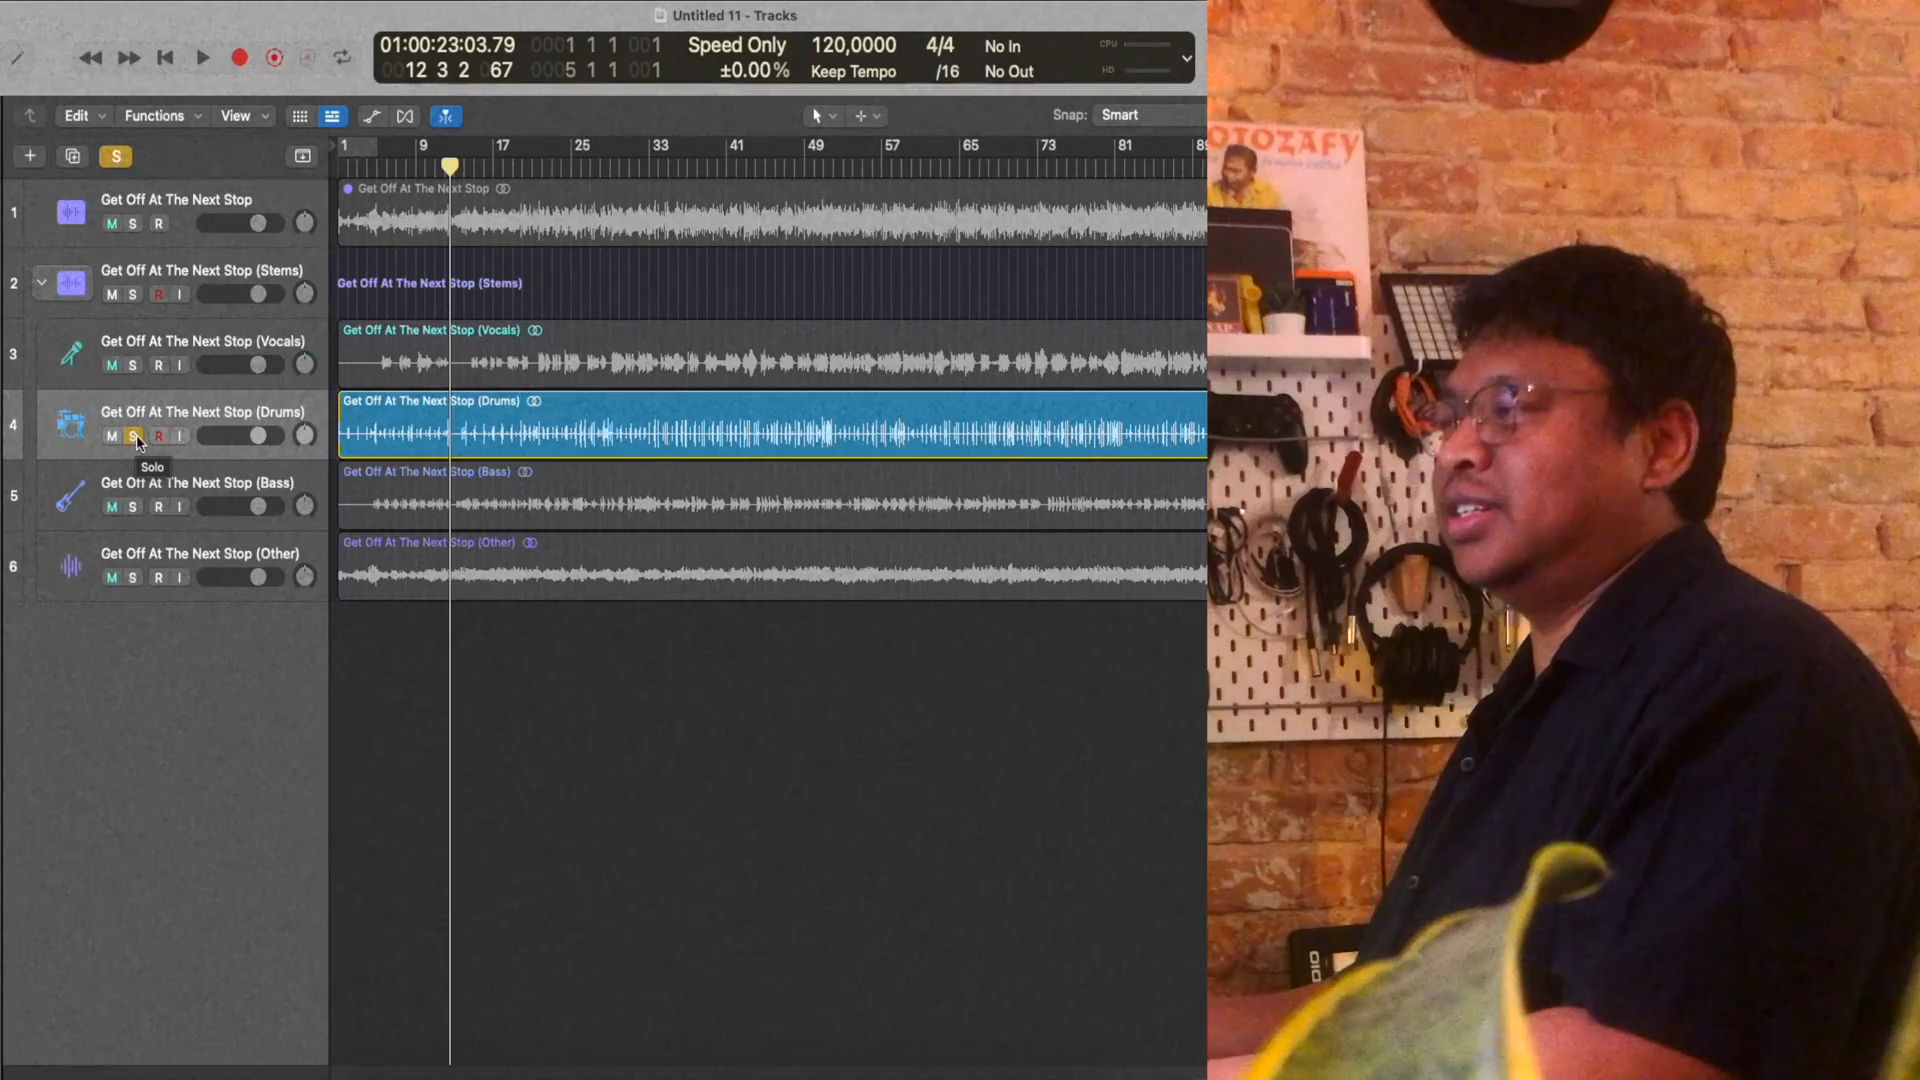 Untitled 11 - Tracks
01:00:23:03.79 0001 1 1 001 Speed Only 120,0000 4/4 No In CPU
0012 3 2 067 0005 1 1 001 ±0.00% Keep Tempo /16 No Out HD
Edit Functions View Snap: Smart
S 1 9 17 25 33 41 49 57 65 73 81 89
1 Get Off At The Next Stop
M S R
Get Off At The Next Stop
2 Get Off At The Next Stop (Stems)
M S R I
Get Off At The Next Stop (Stems)
3 Get Off At The Next Stop (Vocals)
M S R I
Get Off At The Next Stop (Vocals)
4 Get Off At The Next Stop (Drums)
M S R I
Get Off At The Next Stop (Drums)
Solo
5 Get Off At The Next Stop (Bass)
M S R I
Get Off At The Next Stop (Bass)
6 Get Off At The Next Stop (Other)
M S R I
Get Off At The Next Stop (Other)
OTOZAFY